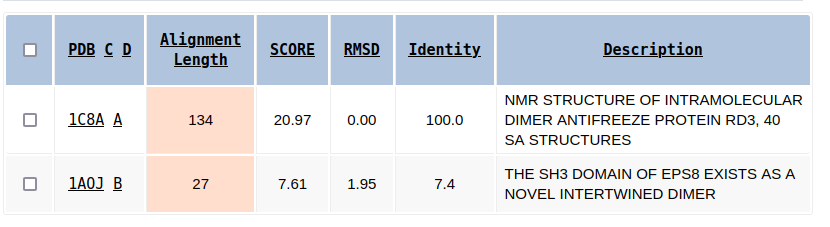 PDB C D Alignment Length SCORE RMSD Identity Description
1C8A A 134 20.97 0.00 100.0 NMR STRUCTURE OF INTRAMOLECULAR
DIMER ANTIFREEZE PROTEIN RD3, 40
SA STRUCTURES
1AOJ B 27 7.61 1.95 7.4 THE SH3 DOMAIN OF EPS8 EXISTS AS A
NOVEL INTERTWINED DIMER